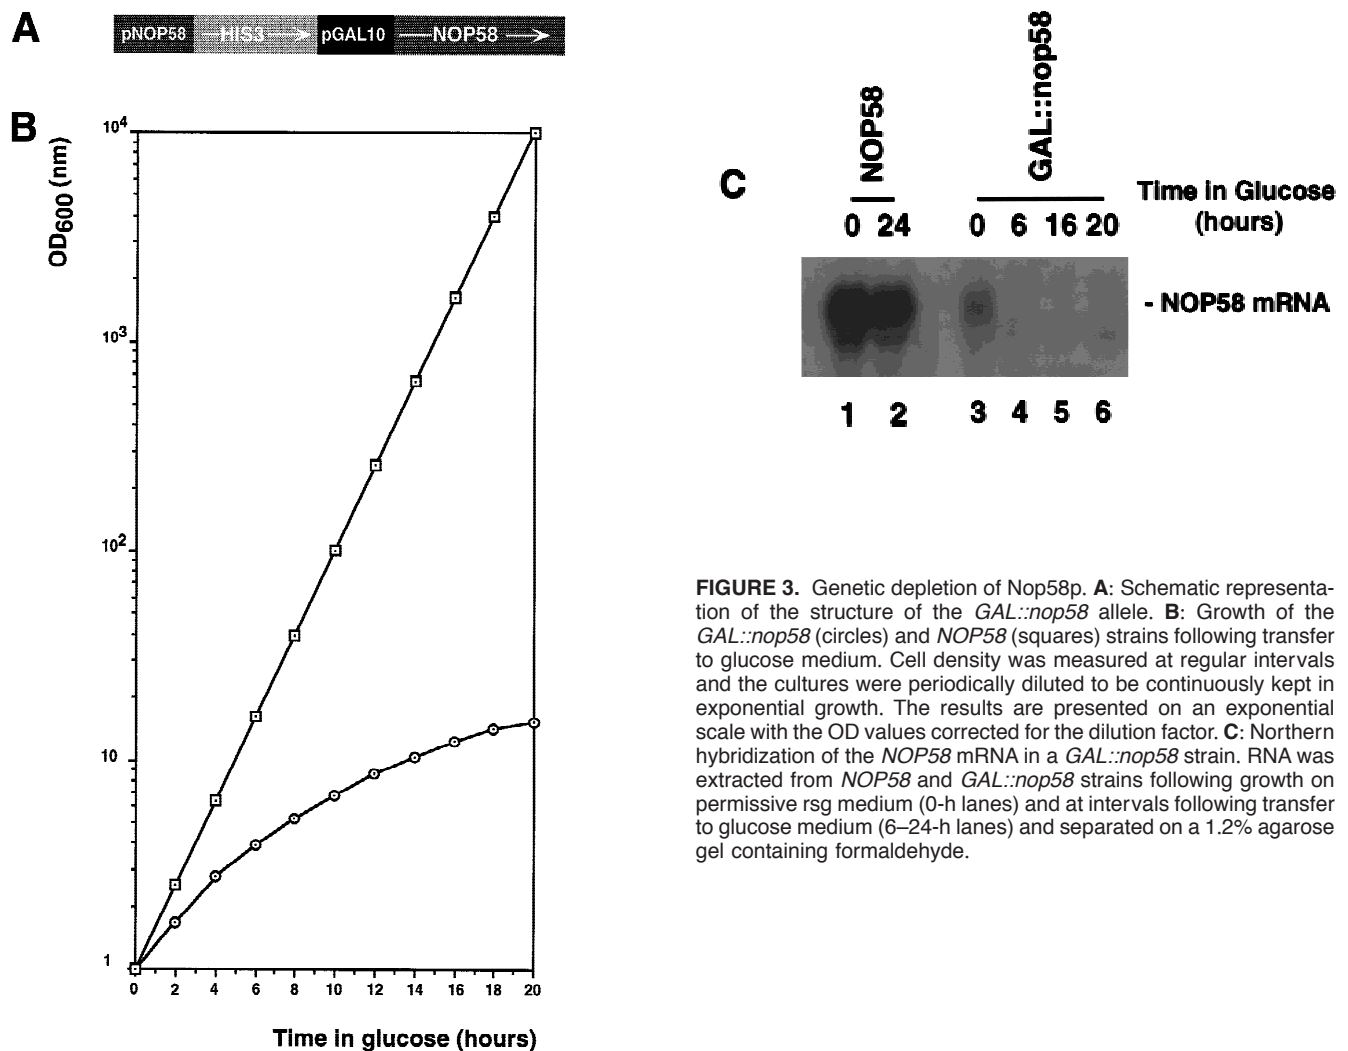 A
pNOP58 HIS3 pGAL10 NOP58
B
OD600 (nm)
10^4
10^3
10^2
10
1
0 2 4 6 8 10 12 14 16 18 20
Time in glucose (hours)
C
NOP58
GAL::nop58
0 24 0 6 16 20
Time in Glucose
(hours)
- NOP58 mRNA
1 2 3 4 5 6
FIGURE 3. Genetic depletion of Nop58p. A: Schematic representa-
tion of the structure of the GAL::nop58 allele. B: Growth of the
GAL::nop58 (circles) and NOP58 (squares) strains following transfer
to glucose medium. Cell density was measured at regular intervals
and the cultures were periodically diluted to be continuously kept in
exponential growth. The results are presented on an exponential
scale with the OD values corrected for the dilution factor. C: Northern
hybridization of the NOP58 mRNA in a GAL::nop58 strain. RNA was
extracted from NOP58 and GAL::nop58 strains following growth on
permissive rsg medium (0-h lanes) and at intervals following transfer
to glucose medium (6–24-h lanes) and separated on a 1.2% agarose
gel containing formaldehyde.